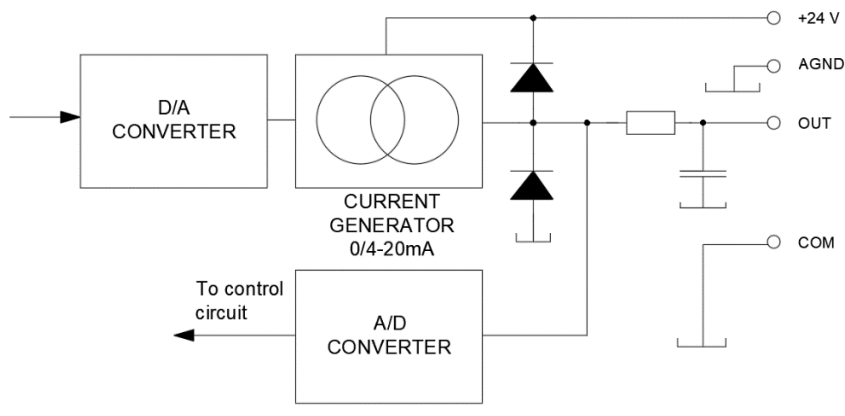 +24 V
AGND
D/A
CONVERTER
OUT
CURRENT
GENERATOR
0/4-20mA
COM
To control
circuit
A/D
CONVERTER